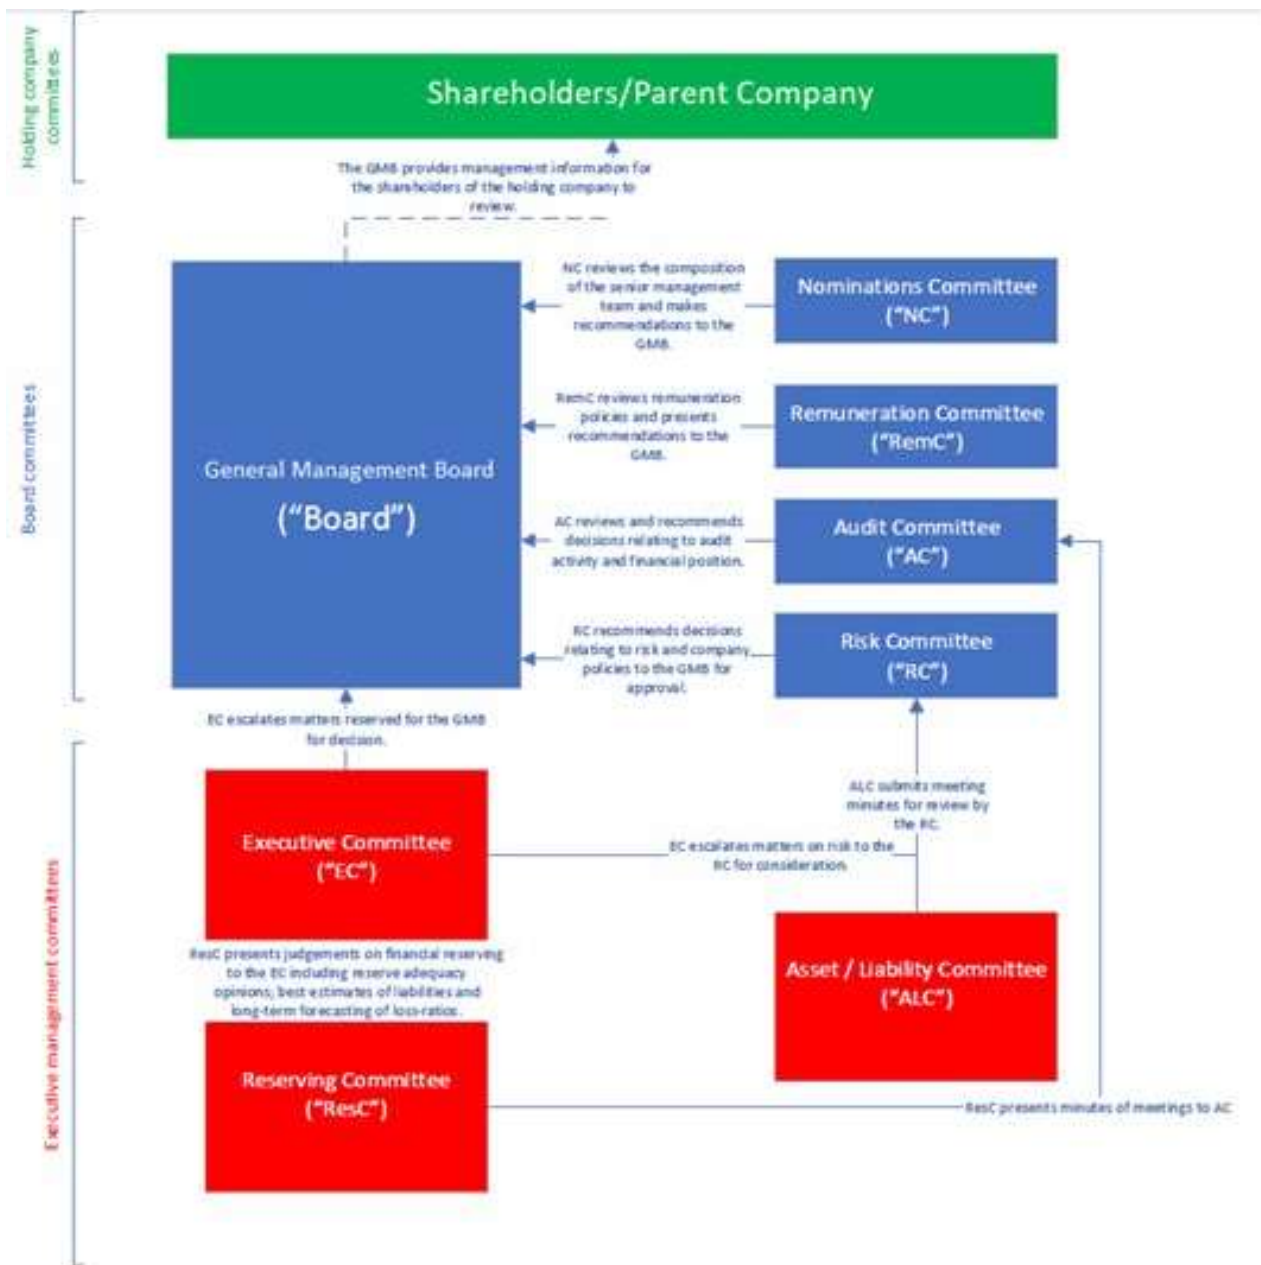 Holding company
committees
Shareholders/Parent Company
The GMB provides management information for
the shareholders of the holding company to
review.
Board committees
General Management Board
("Board")
NC reviews the composition
of the senior management
team and makes
recommendations to the
GMB.
Nominations Committee
("NC")
RemC reviews remuneration
policies and presents
recommendations to the
GMB.
Remuneration Committee
("RemC")
AC reviews and recommends
decisions relating to audit
activity and financial position.
Audit Committee
("AC")
RC recommends decisions
relating to risk and company
policies to the GMB for
approval.
Risk Committee
("RC")
EC escalates matters reserved for the GMB
for decision.
Executive management committees
Executive Committee
("EC")
ALC submits meeting
minutes for review by
the RC.
EC escalates matters on risk to the
RC for consideration.
ResC presents judgements on financial reserving
to the EC including reserve adequacy
opinions; best estimates of liabilities and
long-term forecasting of loss-ratios.
Asset / Liability Committee
("ALC")
Reserving Committee
("ResC")
ResC presents minutes of meetings to AC